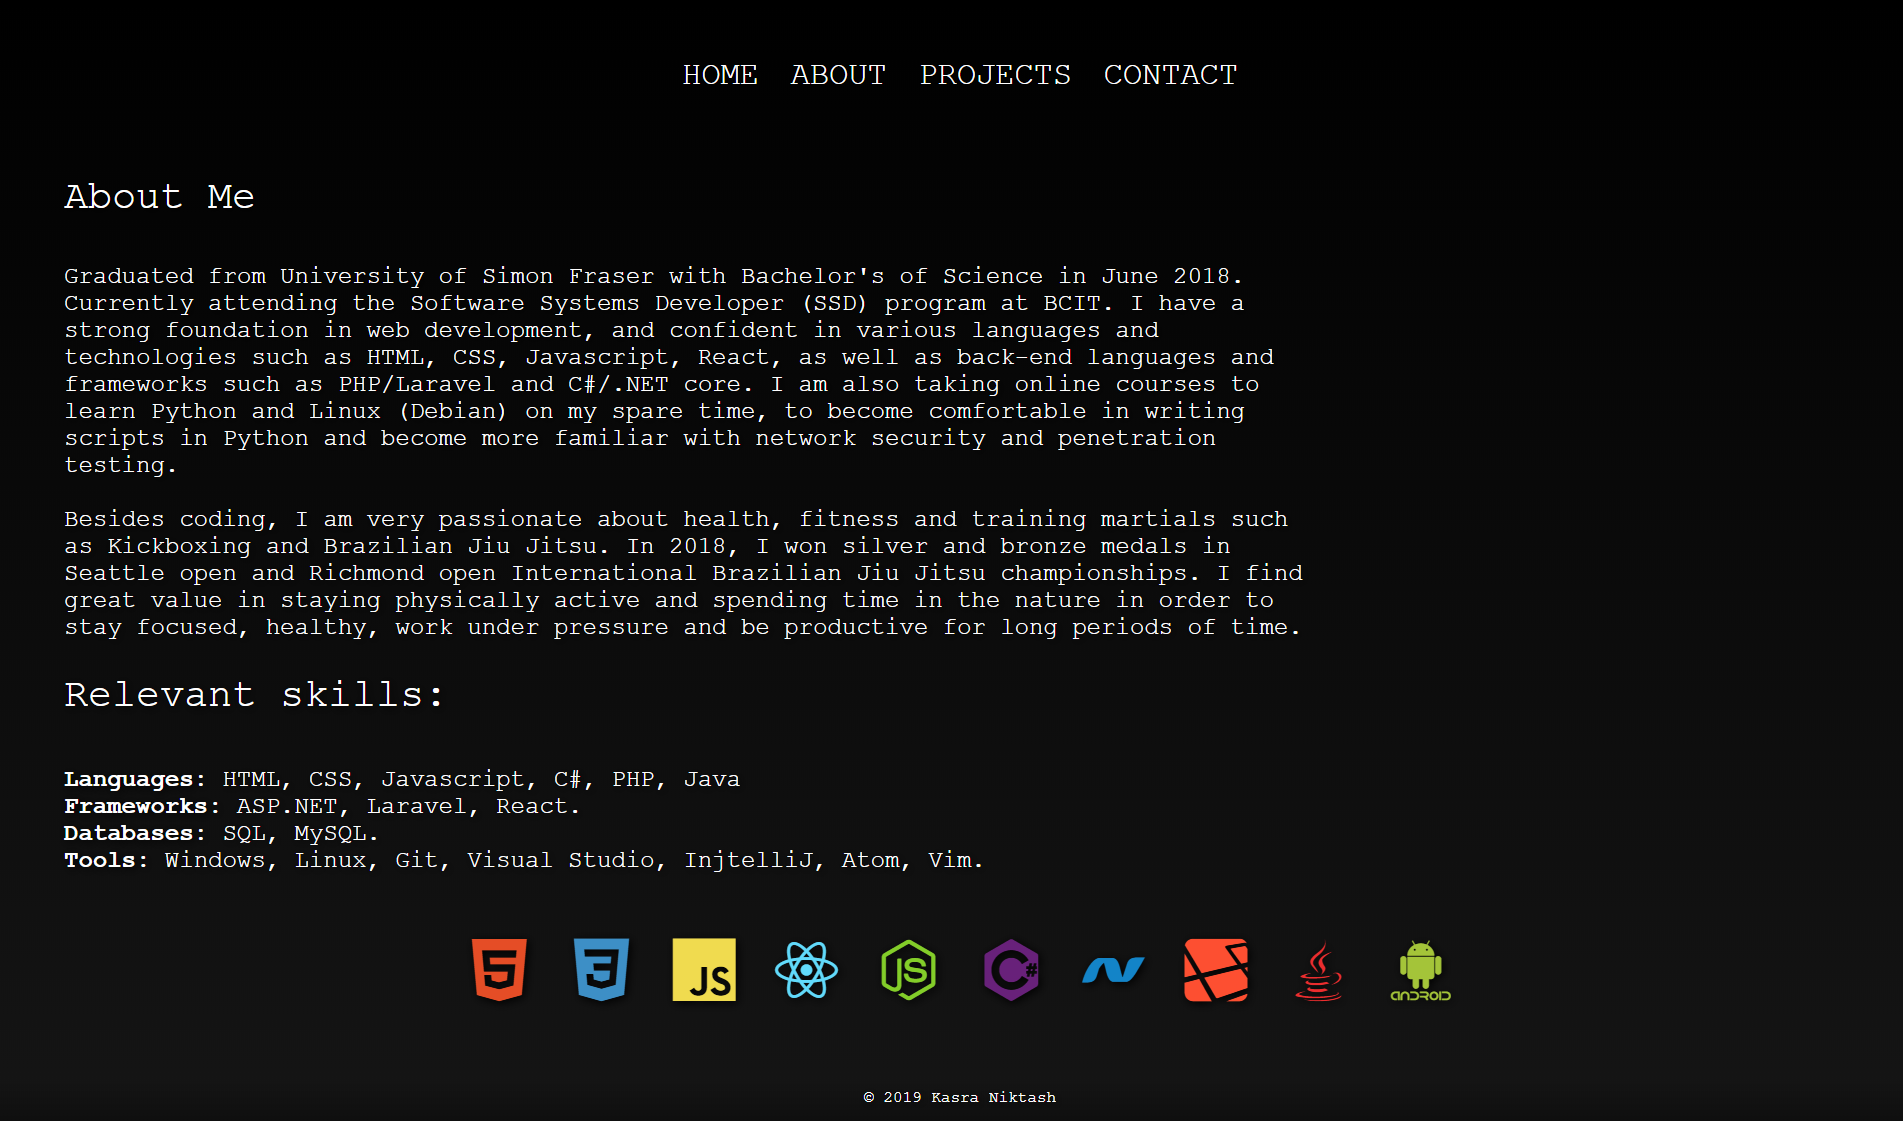 HOME ABOUT PROJECTS CONTACT
About Me
Graduated from University of Simon Fraser with Bachelor's of Science in June 2018.
Currently attending the Software Systems Developer (SSD) program at BCIT. I have a
strong foundation in web development, and confident in various languages and
technologies such as HTML, CSS, Javascript, React, as well as back-end languages and
frameworks such as PHP/Laravel and C#/.NET core. I am also taking online courses to
learn Python and Linux (Debian) on my spare time, to become comfortable in writing
scripts in Python and become more familiar with network security and penetration
testing.
Besides coding, I am very passionate about health, fitness and training martials such
as Kickboxing and Brazilian Jiu Jitsu. In 2018, I won silver and bronze medals in
Seattle open and Richmond open International Brazilian Jiu Jitsu championships. I find
great value in staying physically active and spending time in the nature in order to
stay focused, healthy, work under pressure and be productive for long periods of time.
Relevant skills:
Languages: HTML, CSS, Javascript, C#, PHP, Java
Frameworks: ASP.NET, Laravel, React.
Databases: SQL, MySQL.
Tools: Windows, Linux, Git, Visual Studio, InjtelliJ, Atom, Vim.
5 3 JS JS C# ANDROID
© 2019 Kasra Niktash